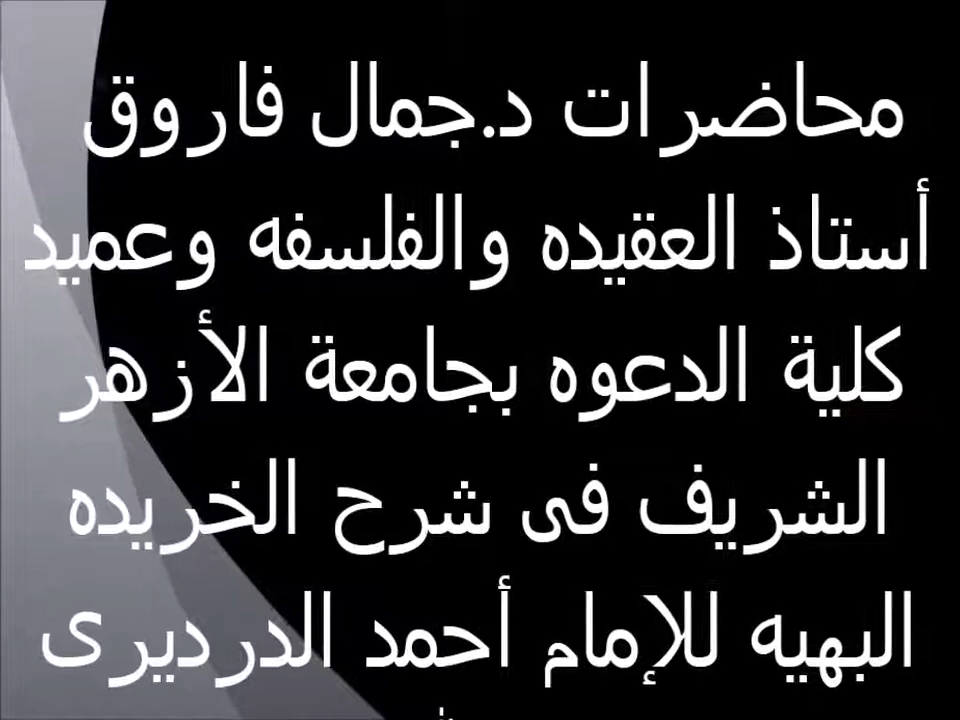 محاضرات د.جمال فاروق
أستاذ العقيده والفلسفه وعميد
كلية الدعوه بجامعة الأزهر
الشريف فى شرح الخريده
البهيه للإمام أحمد الدرديرى